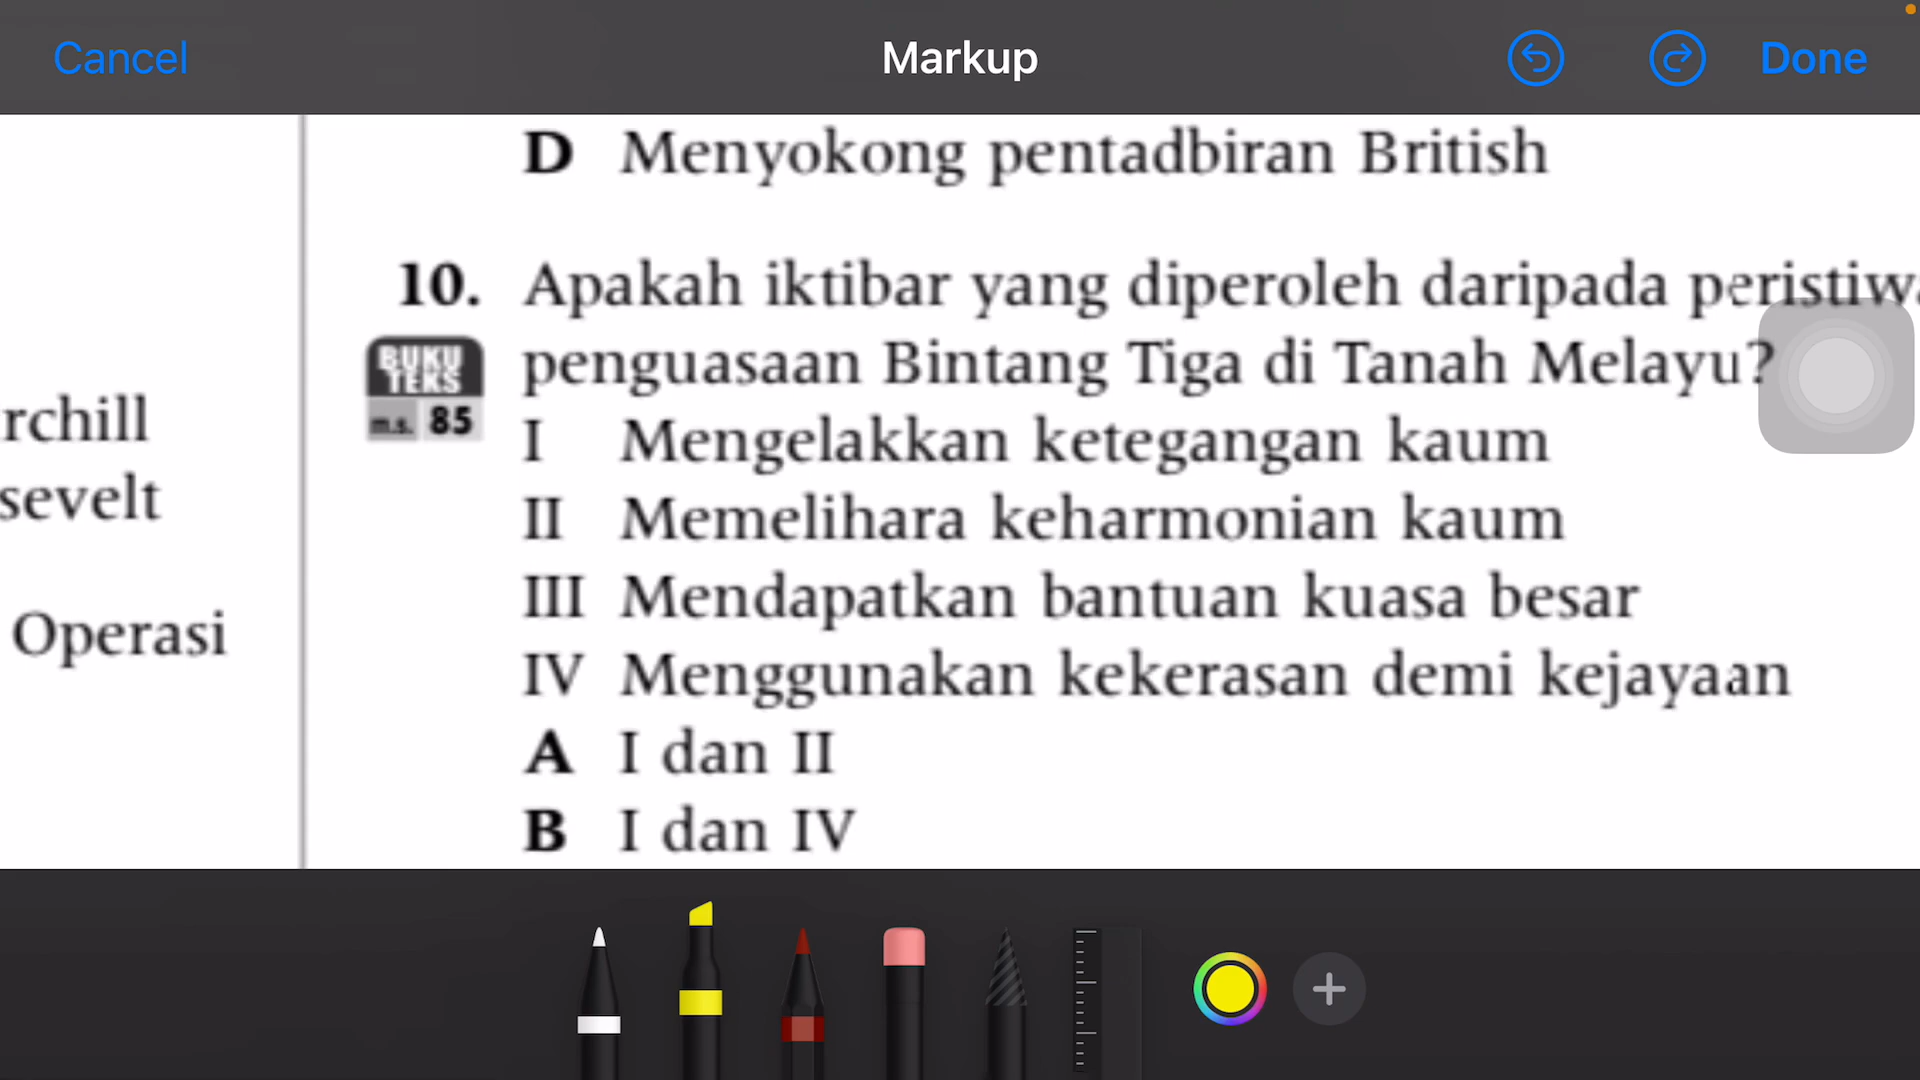 Cancel
Markup
Done
D Menyokong pentadbiran British
10. Apakah iktibar yang diperoleh daripada
penguasaan Bintang Tiga di Tanah Melayu?
BUKU
TEKS
m.s. 85
I Mengelakkan ketegangan kaum
II Memelihara keharmonian kaum
III Mendapatkan bantuan kuasa besar
IV Menggunakan kekerasan demi kejayaan
A I dan II
B I dan IV
rchill
sevelt
Operasi